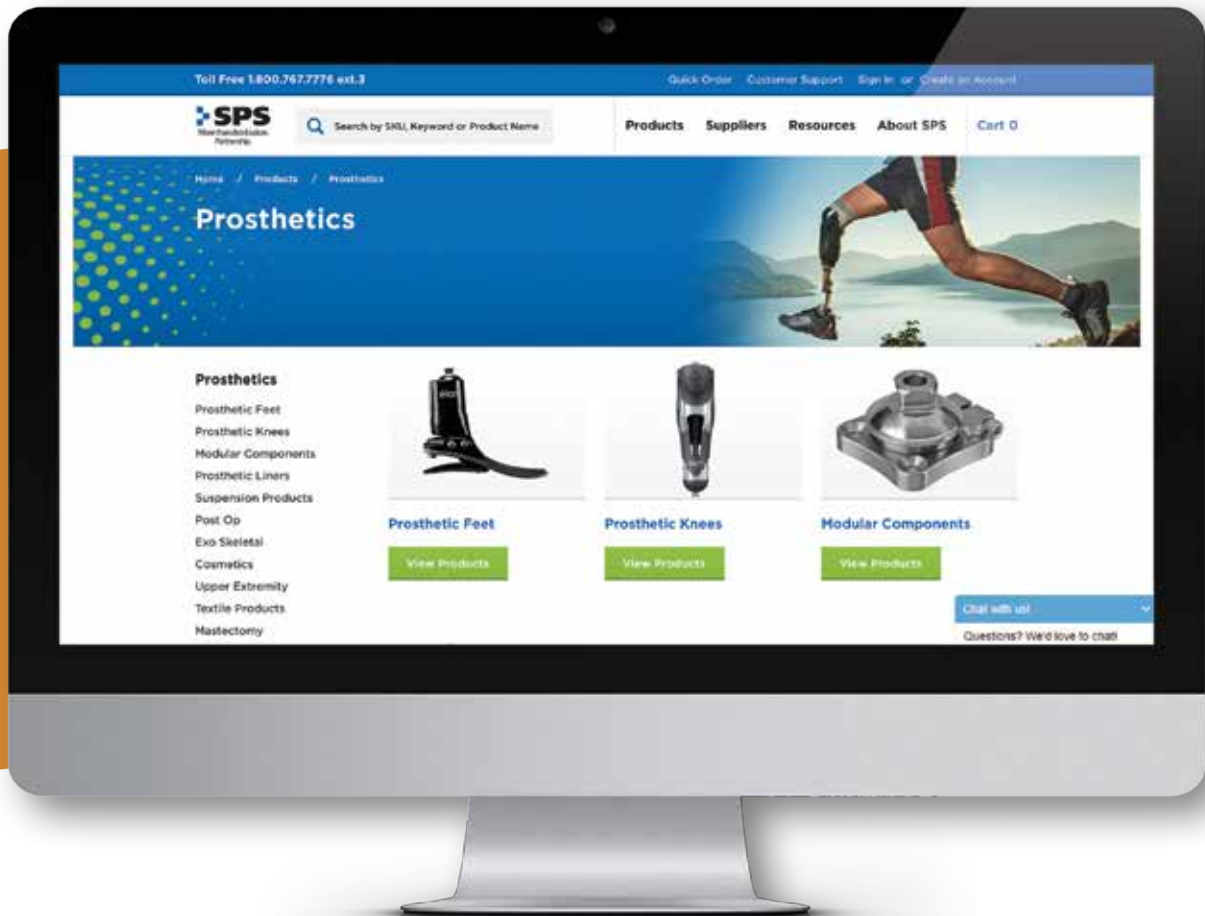 Toll Free 1.800.767.7776 ext.3
Quick Order Customer Support Sign In or Create an Account
SPS
Partnership
Search by SKU, Keyword or Product Name
Products Suppliers Resources About SPS Cart 0
Home / Products / Prosthetics
Prosthetics
Prosthetics
Prosthetic Feet
Prosthetic Knees
Modular Components
Prosthetic Liners
Suspension Products
Post Op
Exo Skeletal
Cosmetics
Upper Extremity
Textile Products
Mastectomy
Prosthetic Feet
View Products
Prosthetic Knees
View Products
Modular Components
View Products
Chat with us!
Questions? We'd love to chat!